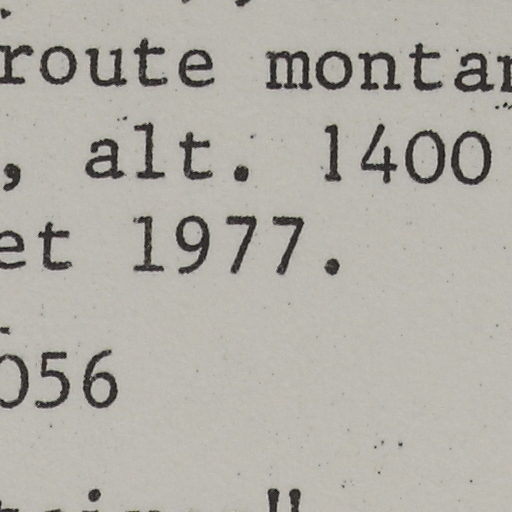 route montan
, alt. 1400
et 1977.
056